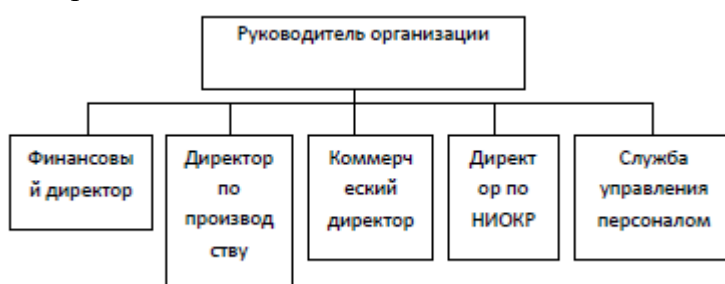 Руководитель организации
Финансовы
й директор
Директор
по
производ
ству
Коммерч
еский
директор
Директ
ор по
НИОКР
Служба
управления
персоналом